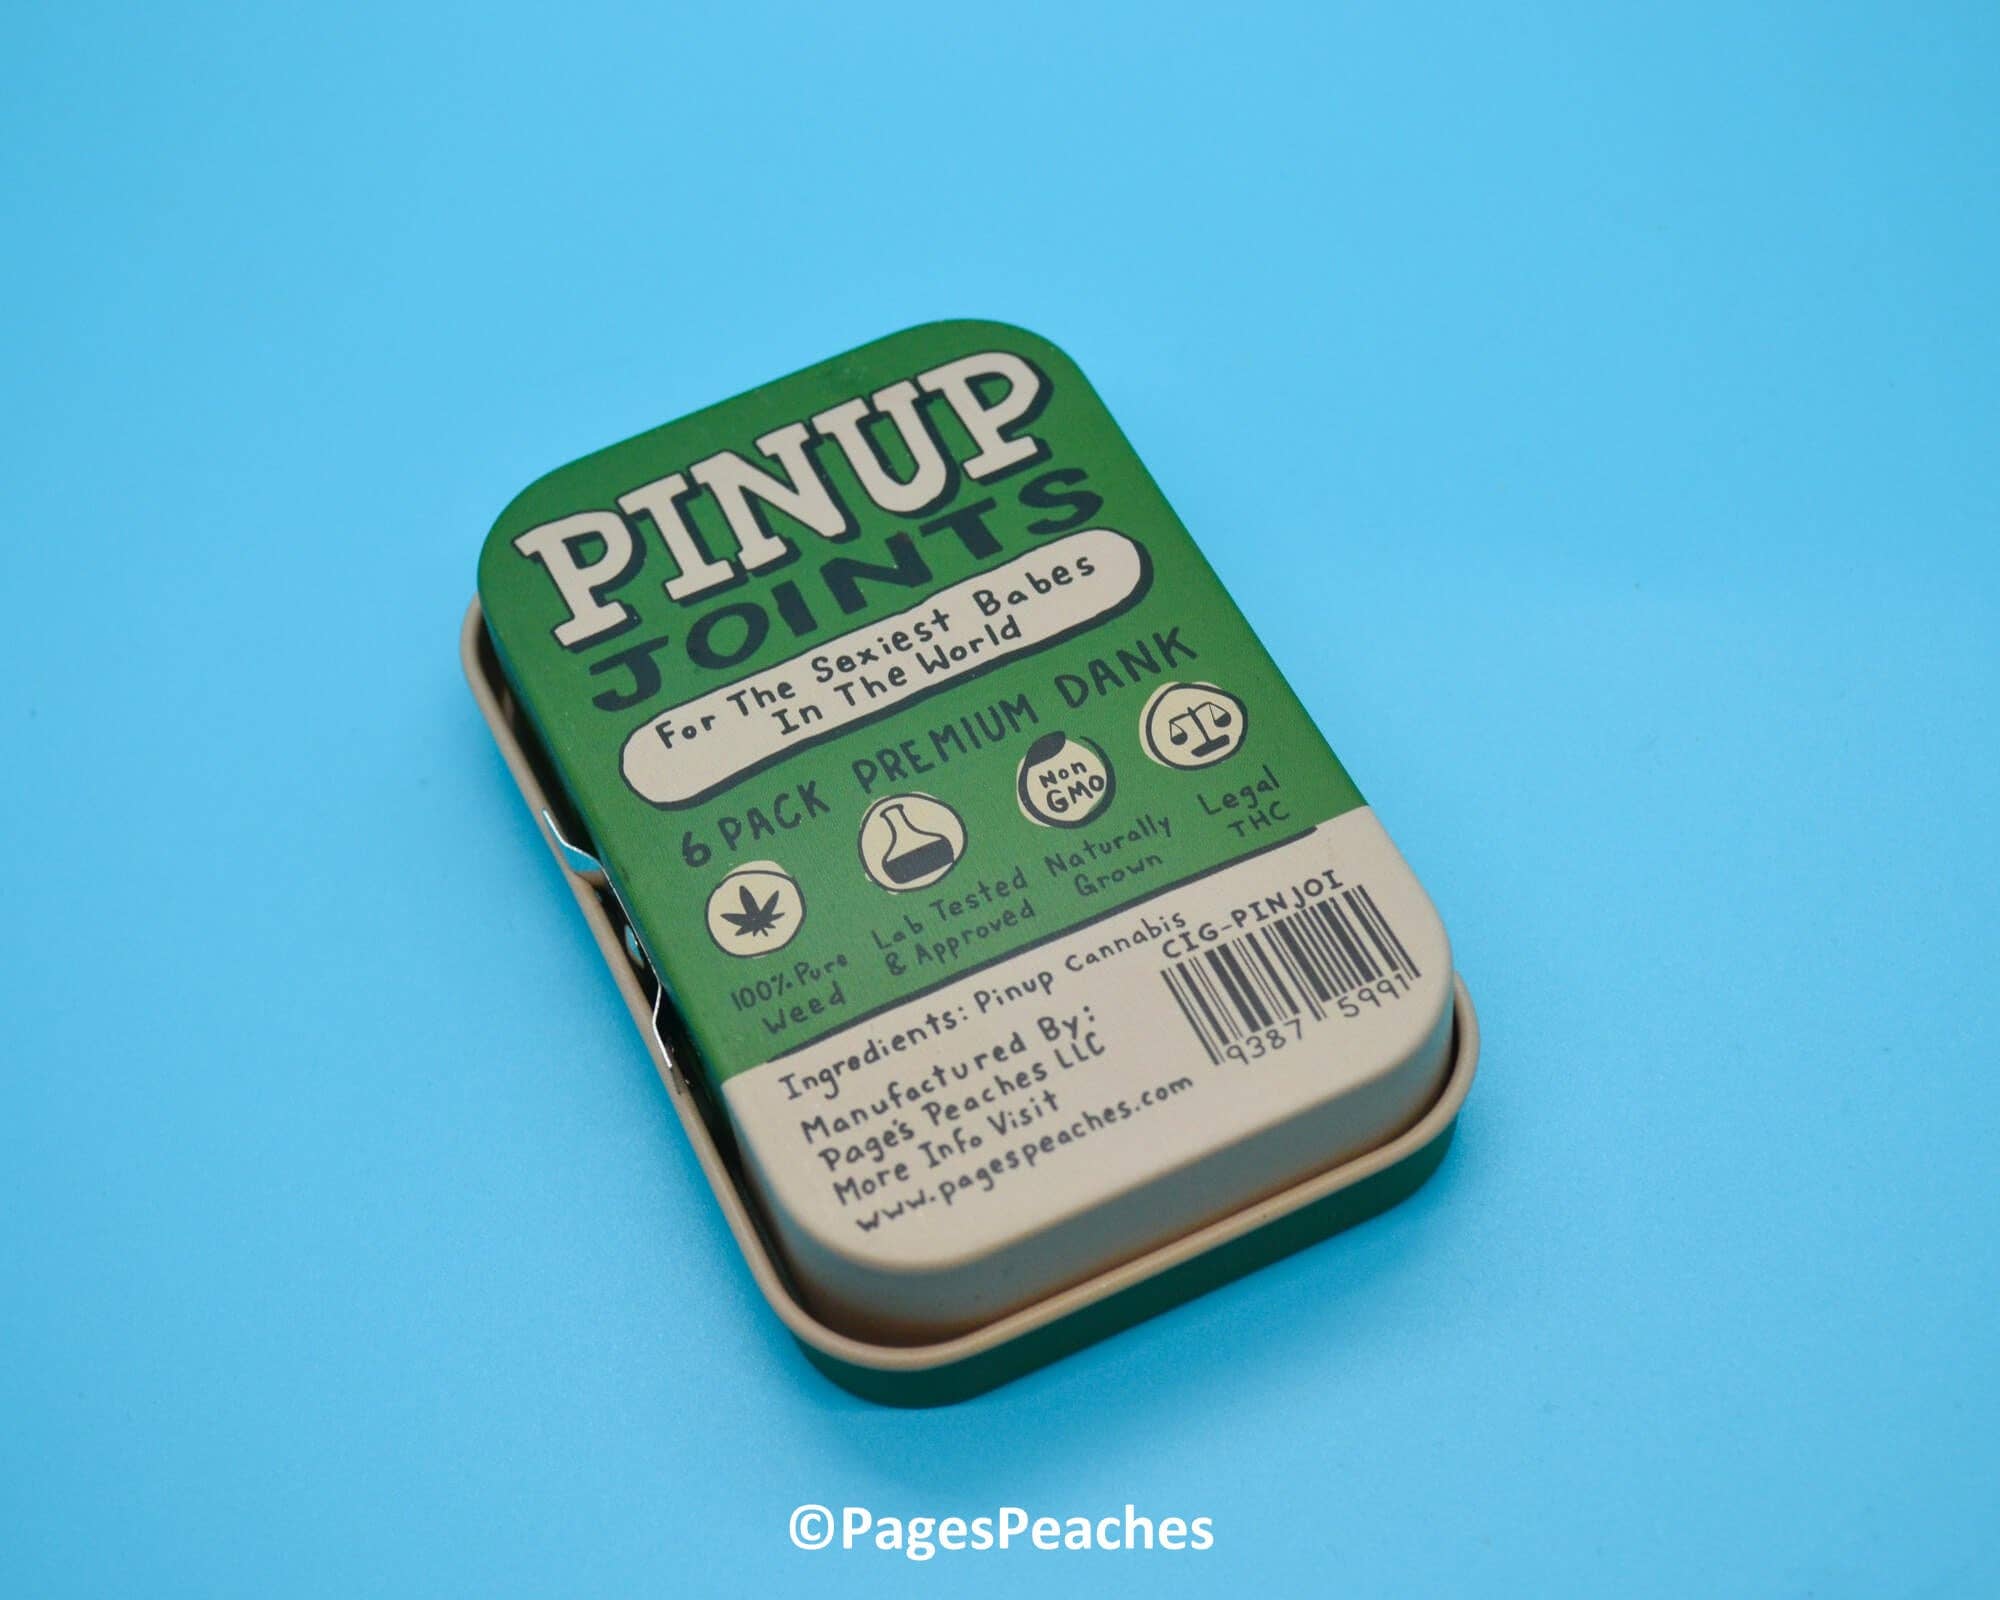 PINUP
JOINTS
For The Sexiest Babes
In The World
6 PACK PREMIUM DANK
100% Pure
Weed
Lab Tested
& Approved
Non
GMO
Naturally
Grown
Legal
THC
Ingredients: Pinup Cannabis
Manufactured By:
Page's Peaches LLC
More Info Visit
www.pagespeaches.com
CIG-PINJOI
9387 5991
©PagesPeaches